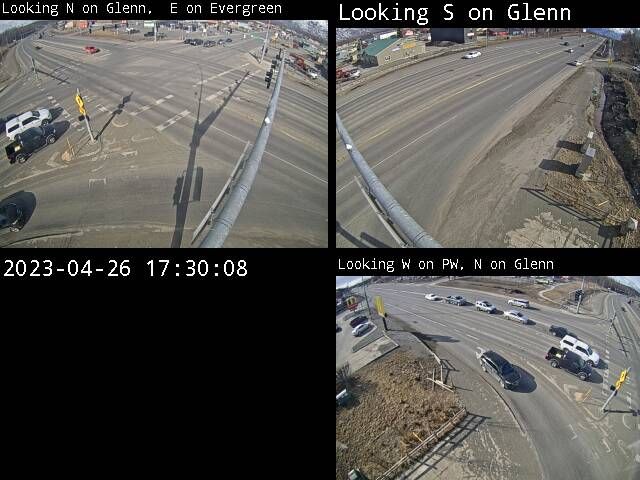 Looking N on Glenn,  E on Evergreen
Looking S on Glenn
2023-04-26 17:30:08
Looking W on PW, N on Glenn